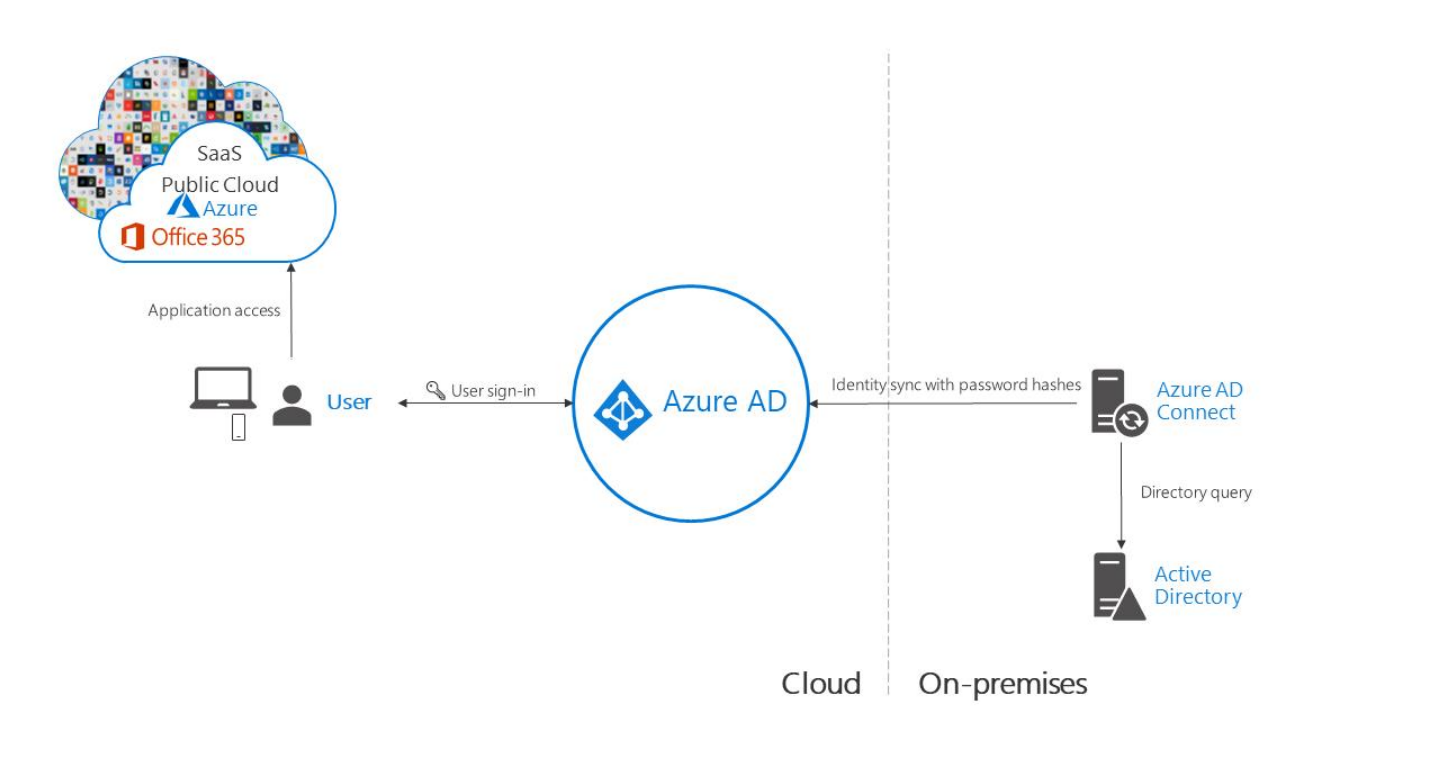 SaaS
Public Cloud
Azure
Office 365
Application access
User
User sign-in
Azure AD
Identity sync with password hashes
Azure AD
Connect
Directory query
Active
Directory
Cloud
On-premises